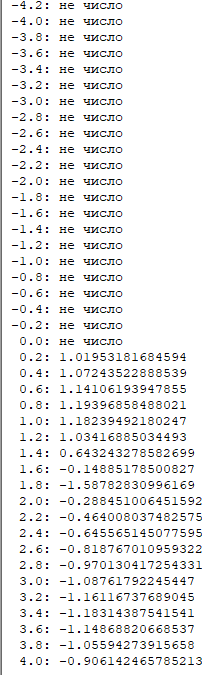 -4.2: не число
-4.0: не число
-3.8: не число
-3.6: не число
-3.4: не число
-3.2: не число
-3.0: не число
-2.8: не число
-2.6: не число
-2.4: не число
-2.2: не число
-2.0: не число
-1.8: не число
-1.6: не число
-1.4: не число
-1.2: не число
-1.0: не число
-0.8: не число
-0.6: не число
-0.4: не число
-0.2: не число
0.0: не число
0.2: 1.01953181684594
0.4: 1.07243522888539
0.6: 1.14106193947855
0.8: 1.19396858488021
1.0: 1.18239492180247
1.2: 1.03416885034493
1.4: 0.643243278582699
1.6: -0.14885178500827
1.8: -1.58782830996169
2.0: -0.288451006451592
2.2: -0.464008037482575
2.4: -0.645565145077595
2.6: -0.818767010959322
2.8: -0.970130417254331
3.0: -1.08761792245447
3.2: -1.16116737689045
3.4: -1.18314387541541
3.6: -1.14868820668537
3.8: -1.05594273915658
4.0: -0.906142465785213